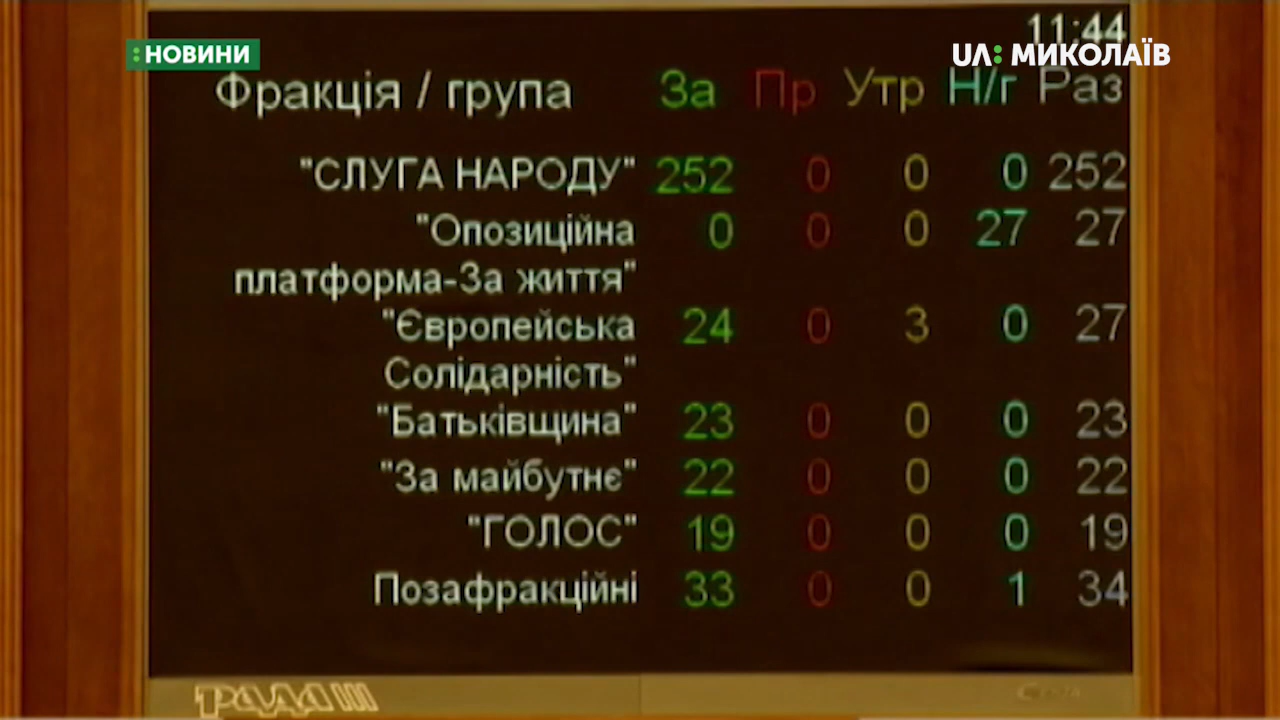 11:44
:НОВИНИ
UA: МИКОЛАЇВ
Фракція / група За Пр Утр Н/г Раз
"СЛУГА НАРОДУ" 252 0 0 0 252
"Опозиційна 0 0 0 27 27
платформа-За життя"
"Європейська 24 0 3 0 27
Солідарність"
"Батьківщина" 23 0 0 0 23
"За майбутнє" 22 0 0 0 22
"ГОЛОС" 19 0 0 0 19
Позафракційні 33 0 0 1 34
РАДА III